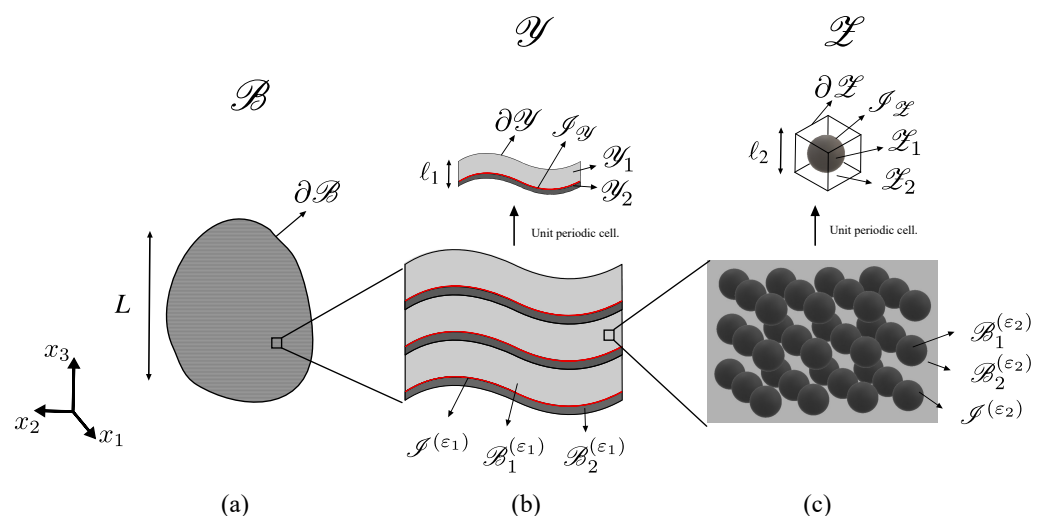 𝒴
𝒵
ℬ
∂𝒵
ℐ_𝒵
∂𝒴
ℐ_𝒴
ℓ₂
𝒵₁
𝒴₁
ℓ₁
𝒵₂
𝒴₂
∂ℬ
Unit periodic cell.
Unit periodic cell.
L
ℬ₁^(ε₂)
x₃
ℬ₂^(ε₂)
ℐ^(ε₂)
x₂
x₁
ℐ^(ε₁)
ℬ₁^(ε₁)
ℬ₂^(ε₁)
(a)
(b)
(c)